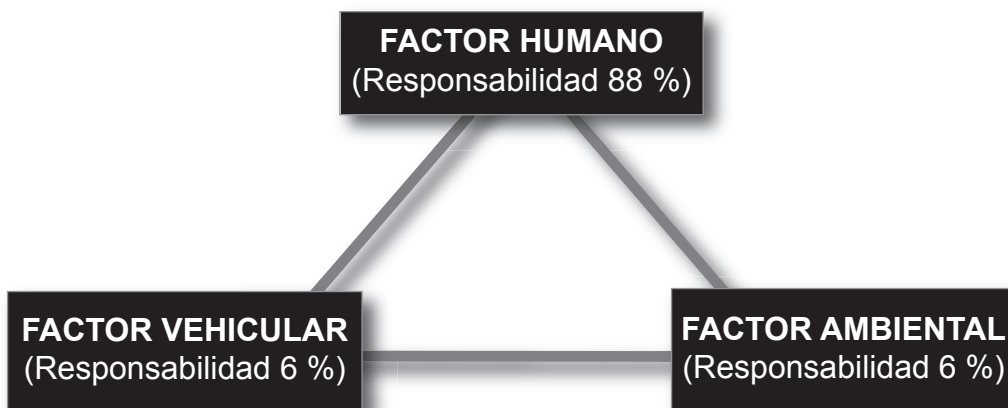 FACTOR HUMANO
(Responsabilidad 88 %)
FACTOR VEHICULAR
(Responsabilidad 6 %)
FACTOR AMBIENTAL
(Responsabilidad 6 %)